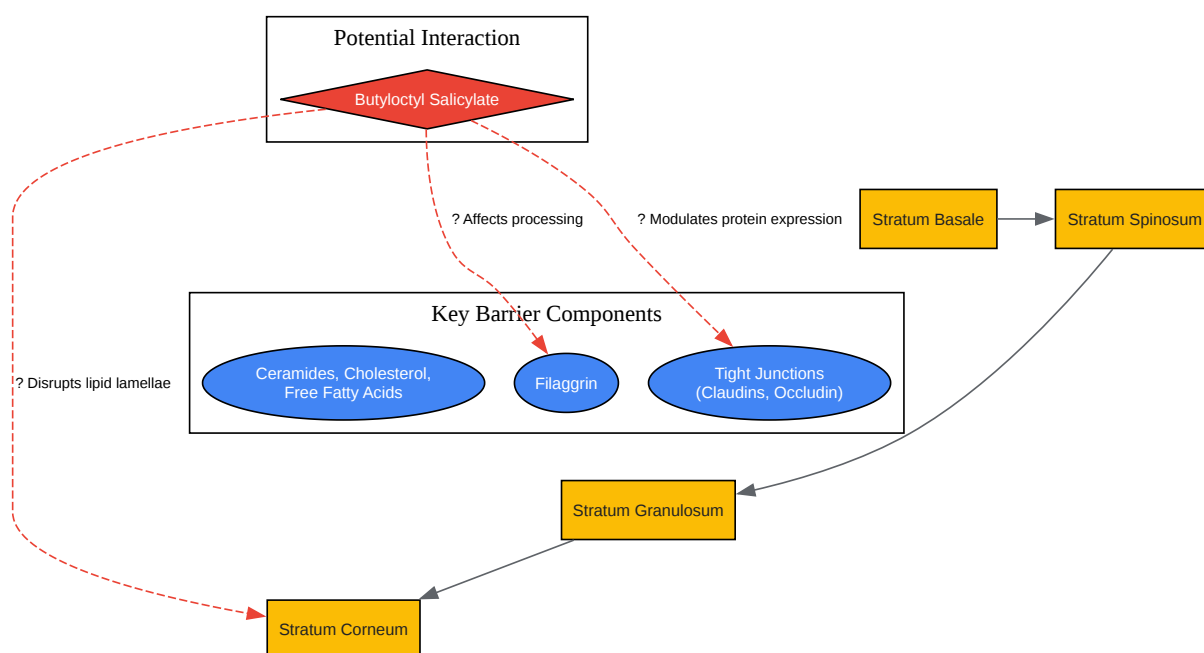 Potential Interaction
Butyloctyl Salicylate
? Affects processing
? Modulates protein expression
Stratum Basale
Stratum Spinosum
Key Barrier Components
Ceramides, Cholesterol,
Free Fatty Acids
Filaggrin
Tight Junctions
(Claudins, Occludin)
? Disrupts lipid lamellae
Stratum Granulosum
Stratum Corneum